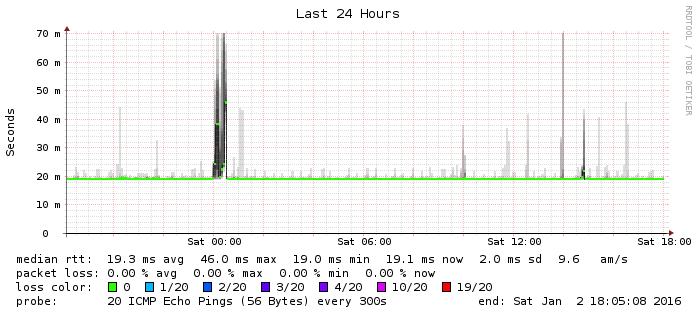 Last 24 Hours
RRDTOOL / TOBI OETIKER
Seconds
70 m
60 m
50 m
40 m
30 m
20 m
10 m
0
Sat 00:00 Sat 06:00 Sat 12:00 Sat 18:00
median rtt: 19.3 ms avg 46.0 ms max 19.0 ms min 19.1 ms now 2.0 ms sd 9.6 am/s
packet loss: 0.00 % avg 0.00 % max 0.00 % min 0.00 % now
loss color: 0 1/20 2/20 3/20 4/20 10/20 19/20
probe: 20 ICMP Echo Pings (56 Bytes) every 300s end: Sat Jan 2 18:05:08 2016